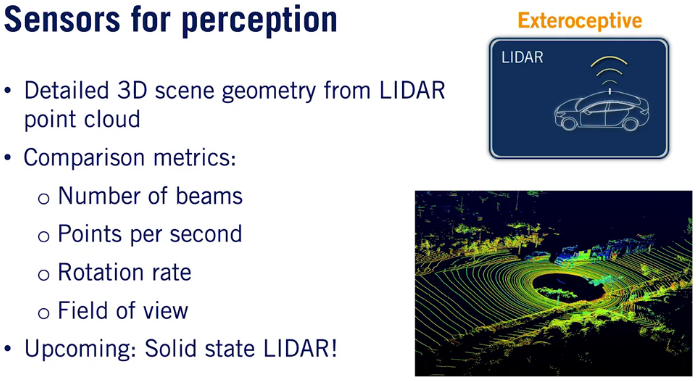 Sensors for perception
Exteroceptive
LIDAR
• Detailed 3D scene geometry from LIDAR
point cloud
• Comparison metrics:
o Number of beams
o Points per second
o Rotation rate
o Field of view
• Upcoming: Solid state LIDAR!